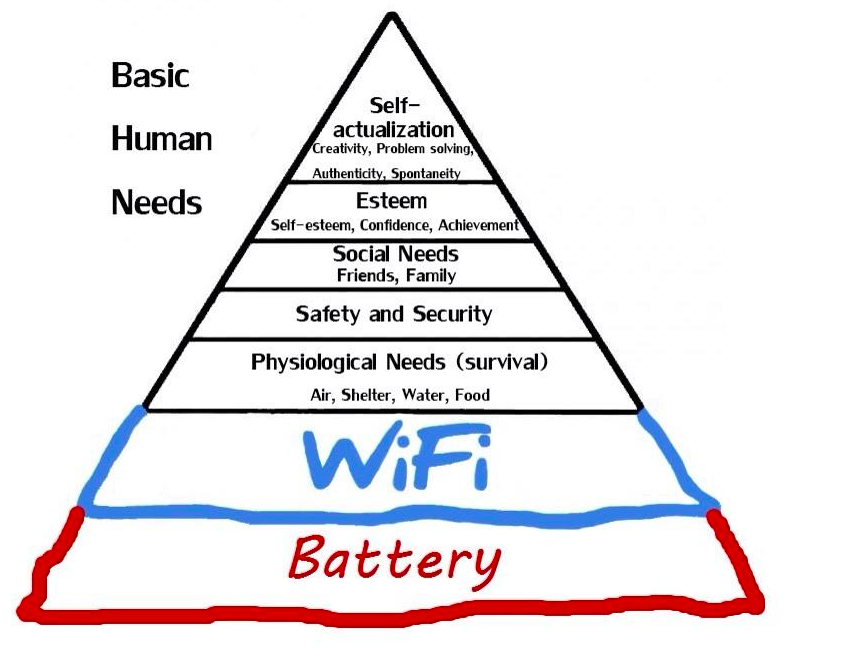 Basic
Human
Needs
Self-
actualization
Creativity, Problem solving,
Authenticity, Spontaneity
Esteem
Self-esteem, Confidence, Achievement
Social Needs
Friends, Family
Safety and Security
Physiological Needs (survival)
Air, Shelter, Water, Food
WiFi
Battery